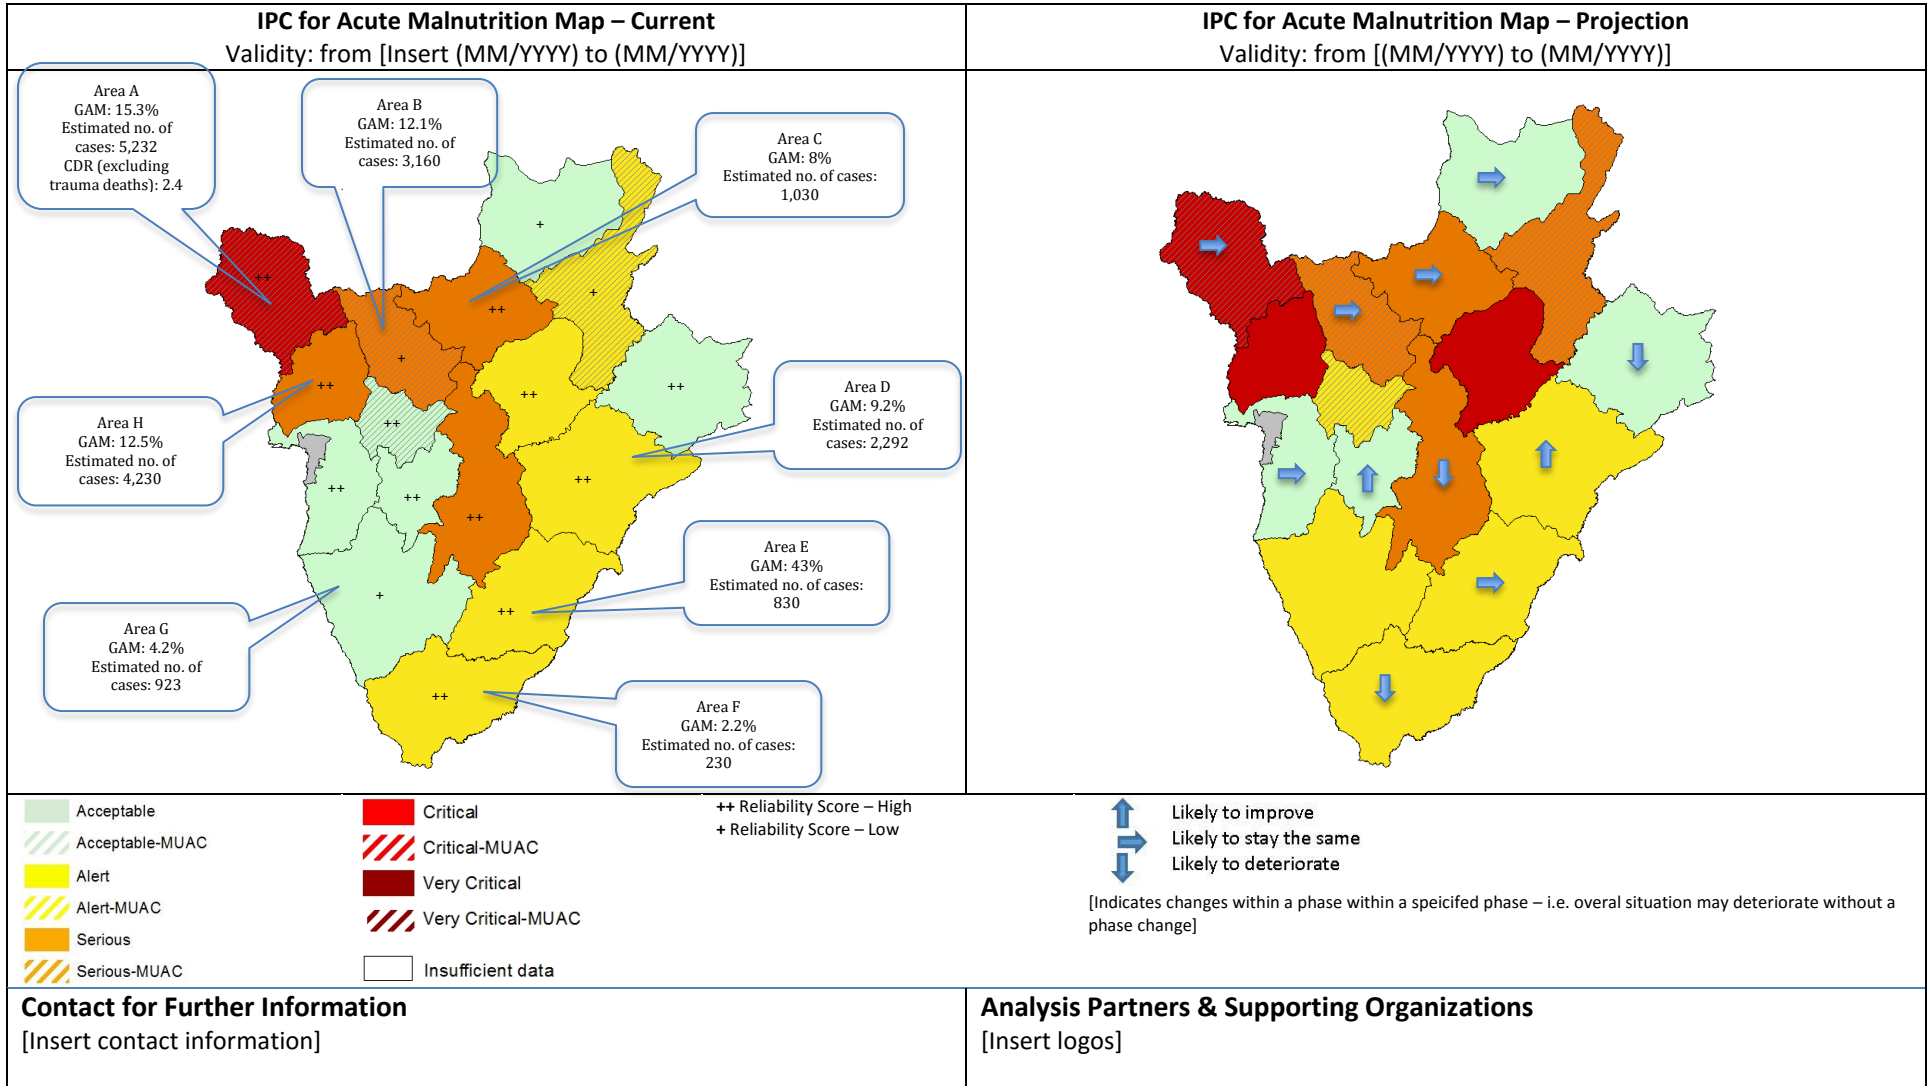 IPC for Acute Malnutrition Map – Current
Validity: from [Insert (MM/YYYY) to (MM/YYYY)]
IPC for Acute Malnutrition Map – Projection
Validity: from [(MM/YYYY) to (MM/YYYY)]
Area A
GAM: 15.3%
Estimated no. of
cases: 5,232
CDR (excluding
trauma deaths): 2.4
Area B
GAM: 12.1%
Estimated no. of
cases: 3,160
Area C
GAM: 8%
Estimated no. of cases:
1,030
Area D
GAM: 9.2%
Estimated no. of
cases: 2,292
Area H
GAM: 12.5%
Estimated no. of
cases: 4,230
Area E
GAM: 43%
Estimated no. of cases:
830
Area G
GAM: 4.2%
Estimated no. of
cases: 923
Area F
GAM: 2.2%
Estimated no. of cases:
230
+
++
+
++
+
++
++
++
++
++
++
++
++
+
++
++
Acceptable
Acceptable-MUAC
Alert
Alert-MUAC
Serious
Serious-MUAC
Critical
Critical-MUAC
Very Critical
Very Critical-MUAC
Insufficient data
++ Reliability Score – High
+ Reliability Score – Low
Likely to improve
Likely to stay the same
Likely to deteriorate
[Indicates changes within a phase within a speicifed phase – i.e. overal situation may deteriorate without a
phase change]
Contact for Further Information
[Insert contact information]
Analysis Partners & Supporting Organizations
[Insert logos]